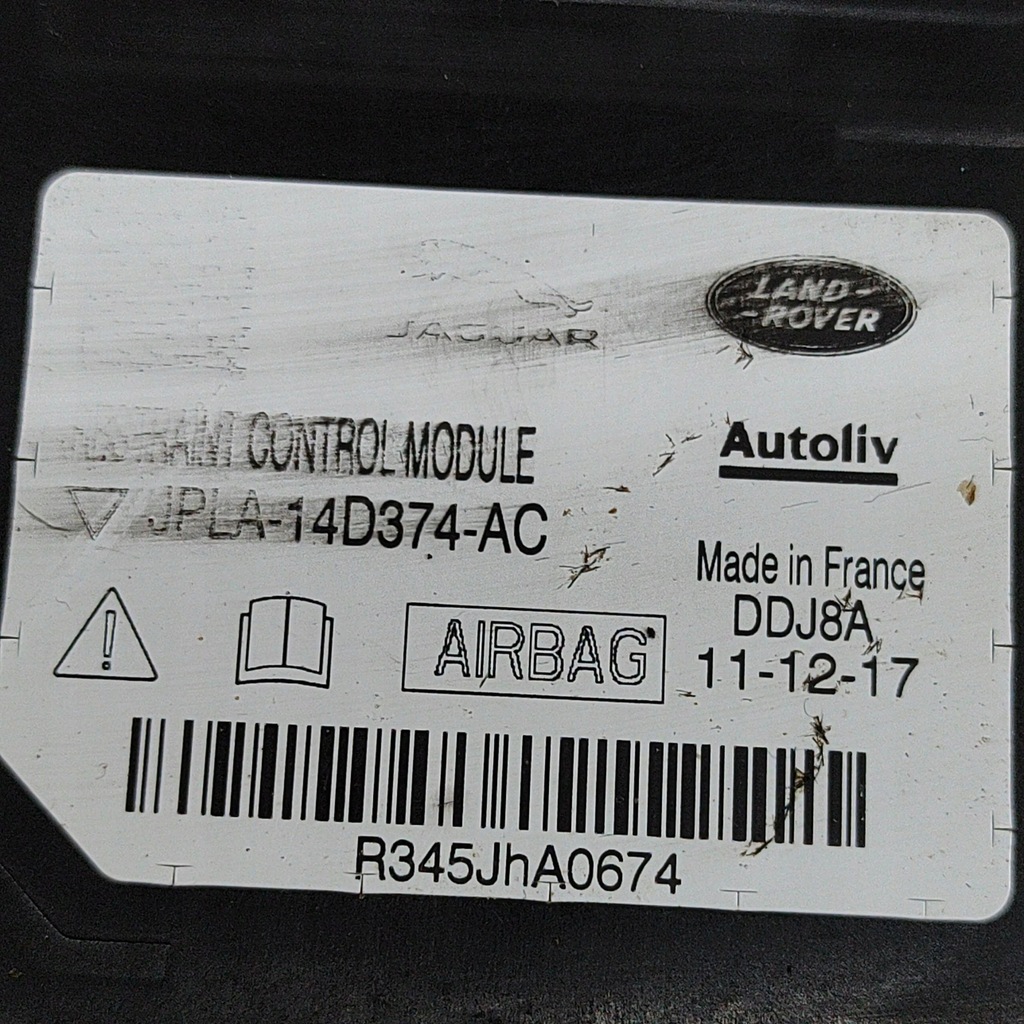 JAGUAR
LAND-
-ROVER
Autoliv
CONTROL MODULE
JPLA-14D374-AC
Made in France
DDJ8A
11-12-17
AIRBAG
R345JhA0674